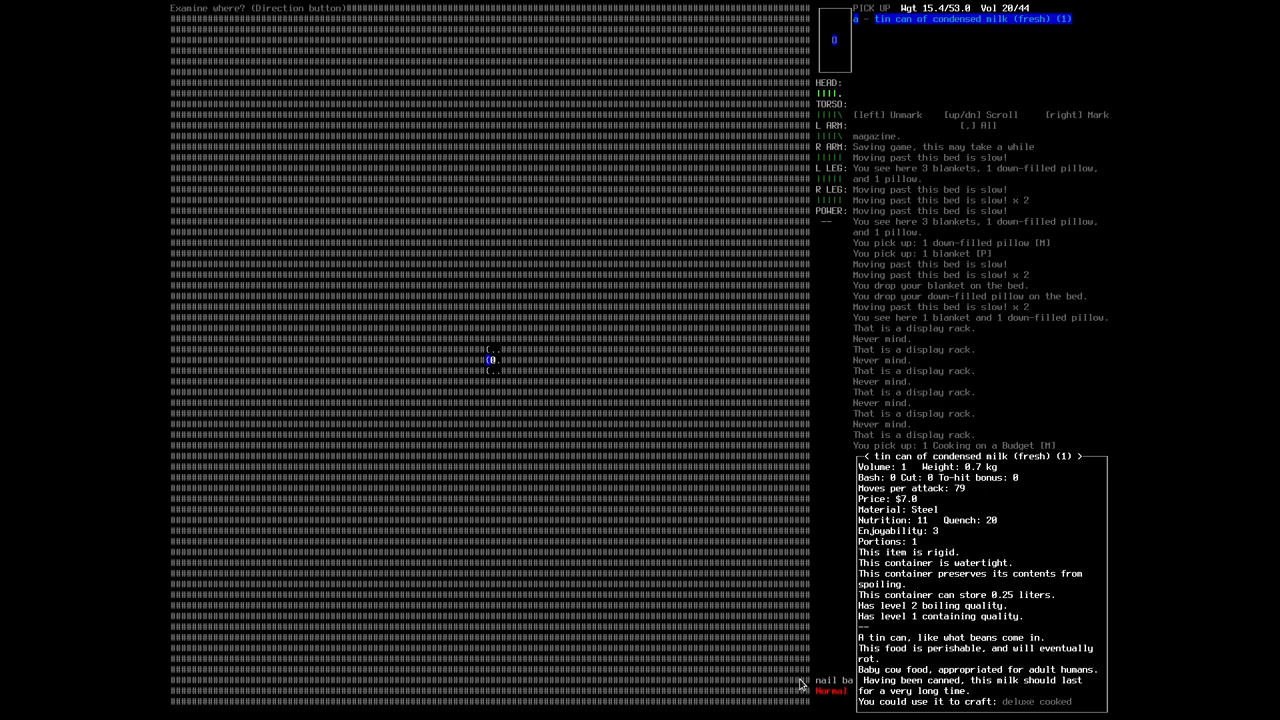 Examine where? (Direction button)
PICK UP Wgt 15.4/53.0 Vol 20/44
a - tin can of condensed milk (fresh) (1)
HEAD:
TORSO:
[left] Unmark [up/dn] Scroll [right] Mark
L ARM: [,] All
magazine.
R ARM: Saving game, this may take a while
Moving past this bed is slow!
L LEG: You see here 3 blankets, 1 down-filled pillow,
and 1 pillow.
R LEG: Moving past this bed is slow!
Moving past this bed is slow! x 2
POWER: Moving past this bed is slow!
-- You see here 3 blankets, 1 down-filled pillow,
and 1 pillow.
You pick up: 1 down-filled pillow [M]
You pick up: 1 blanket [P]
Moving past this bed is slow!
Moving past this bed is slow! x 2
You drop your blanket on the bed.
You drop your down-filled pillow on the bed.
Moving past this bed is slow! x 2
You see here 1 blanket and 1 down-filled pillow.
That is a display rack.
Never mind.
That is a display rack.
Never mind.
That is a display rack.
Never mind.
That is a display rack.
Never mind.
That is a display rack.
Never mind.
That is a display rack.
You pick up: 1 Cooking on a Budget [M]
< tin can of condensed milk (fresh) (1) >
Volume: 1 Weight: 0.7 kg
Bash: 0 Cut: 0 To-hit bonus: 0
Moves per attack: 79
Price: $7.0
Material: Steel
Nutrition: 11 Quench: 20
Enjoyability: 3
Portions: 1
This item is rigid.
This container is watertight.
This container preserves its contents from
spoiling.
This container can store 0.25 liters.
Has level 2 boiling quality.
Has level 1 containing quality.
--
A tin can, like what beans come in.
This food is perishable, and will eventually
rot.
Baby cow food, appropriated for adult humans.
nail ba Having been canned, this milk should last
Normal for a very long time.
You could use it to craft: deluxe cooked